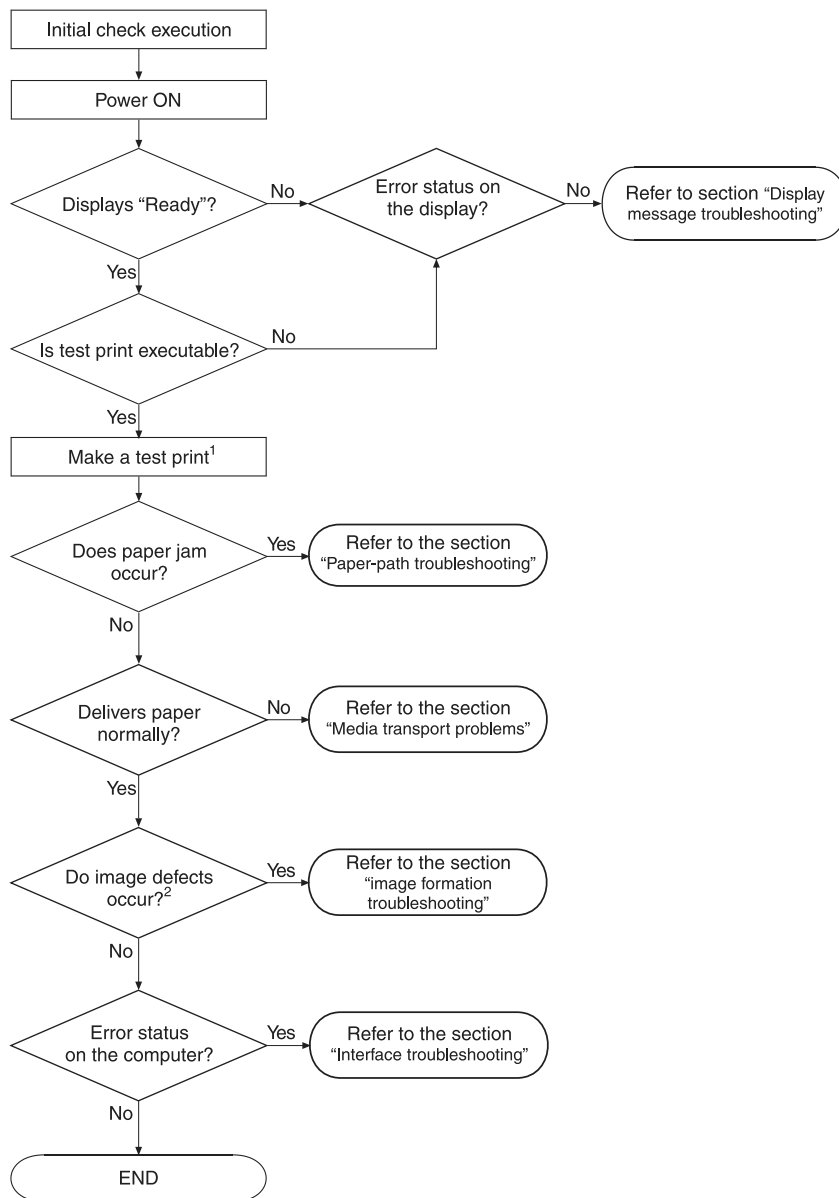 Initial check execution
Power ON
Displays “Ready”?
No
Error status on
the display?
No
Refer to section “Display
message troubleshooting”
Yes
Is test print executable?
No
Yes
Make a test print1
Does paper jam
occur?
Yes
Refer to the section
“Paper-path troubleshooting”
No
Delivers paper
normally?
No
Refer to the section
“Media transport problems”
Yes
Do image defects
occur?2
Yes
Refer to the section
“image formation
troubleshooting”
No
Error status
on the computer?
Yes
Refer to the section
“Interface troubleshooting”
No
END